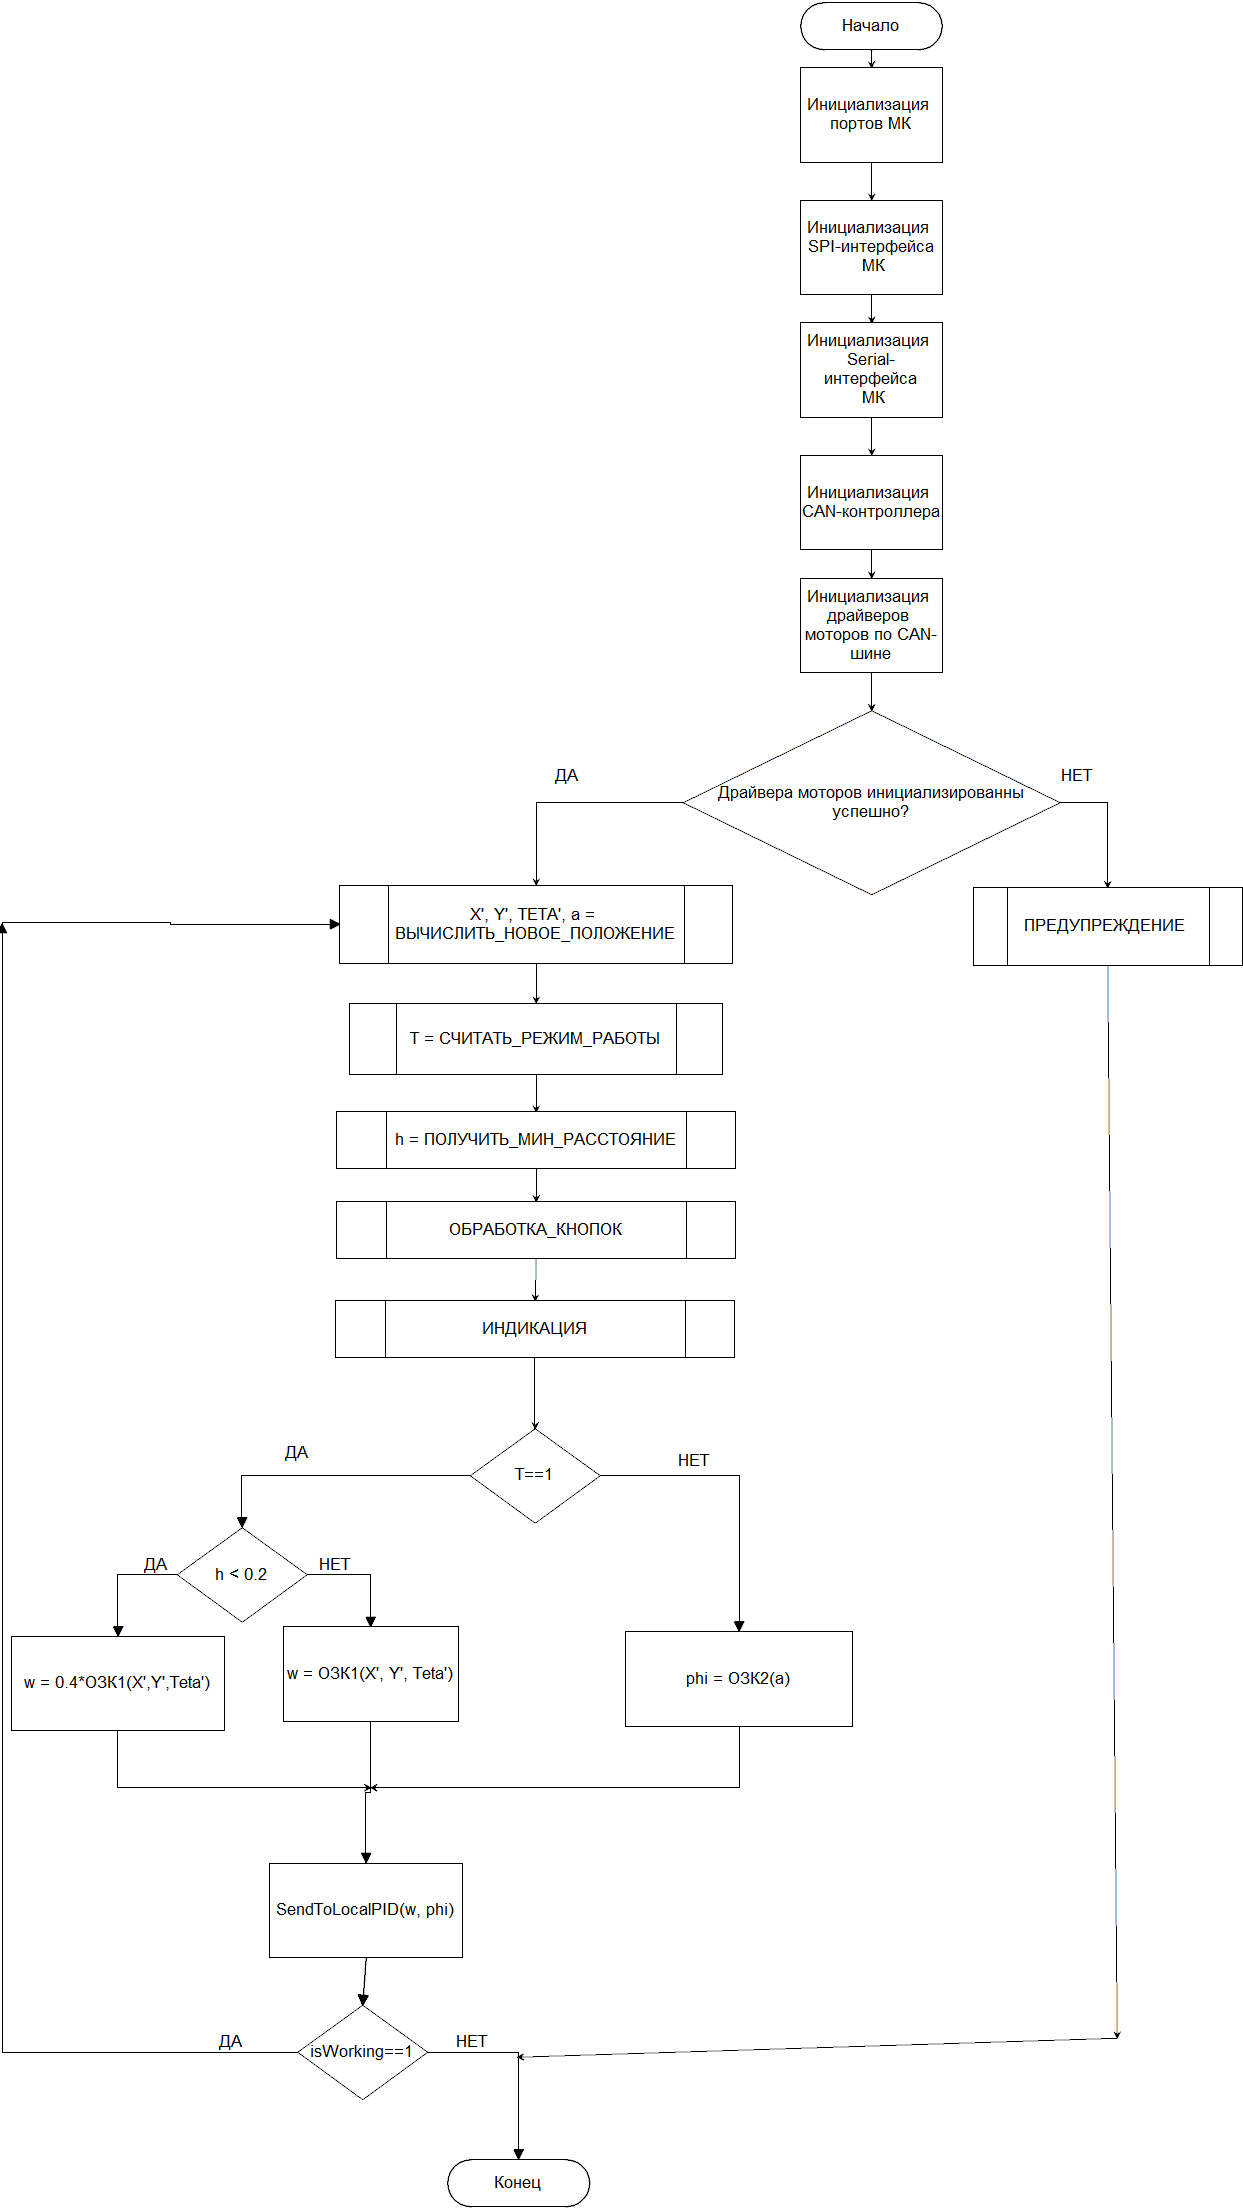 Начало
Инициализация
портов МК
Инициализация
SPI-интерфейса
МК
Инициализация
Serial-
интерфейса
МК
Инициализация
CAN-контроллера
Инициализация
драйверов
моторов по CAN-
шине
ДА
НЕТ
Драйвера моторов инициализированны
успешно?
X', Y', TETA', a =
ВЫЧИСЛИТЬ_НОВОЕ_ПОЛОЖЕНИЕ
ПРЕДУПРЕЖДЕНИЕ
T = СЧИТАТЬ_РЕЖИМ_РАБОТЫ
h = ПОЛУЧИТЬ_МИН_РАССТОЯНИЕ
ОБРАБОТКА_КНОПОК
ИНДИКАЦИЯ
ДА
НЕТ
T==1
ДА
НЕТ
h < 0.2
w = 0.4*ОЗК1(X',Y',Teta')
w = ОЗК1(X', Y', Teta')
phi = ОЗК2(a)
SendToLocalPID(w, phi)
ДА
НЕТ
isWorking==1
Конец